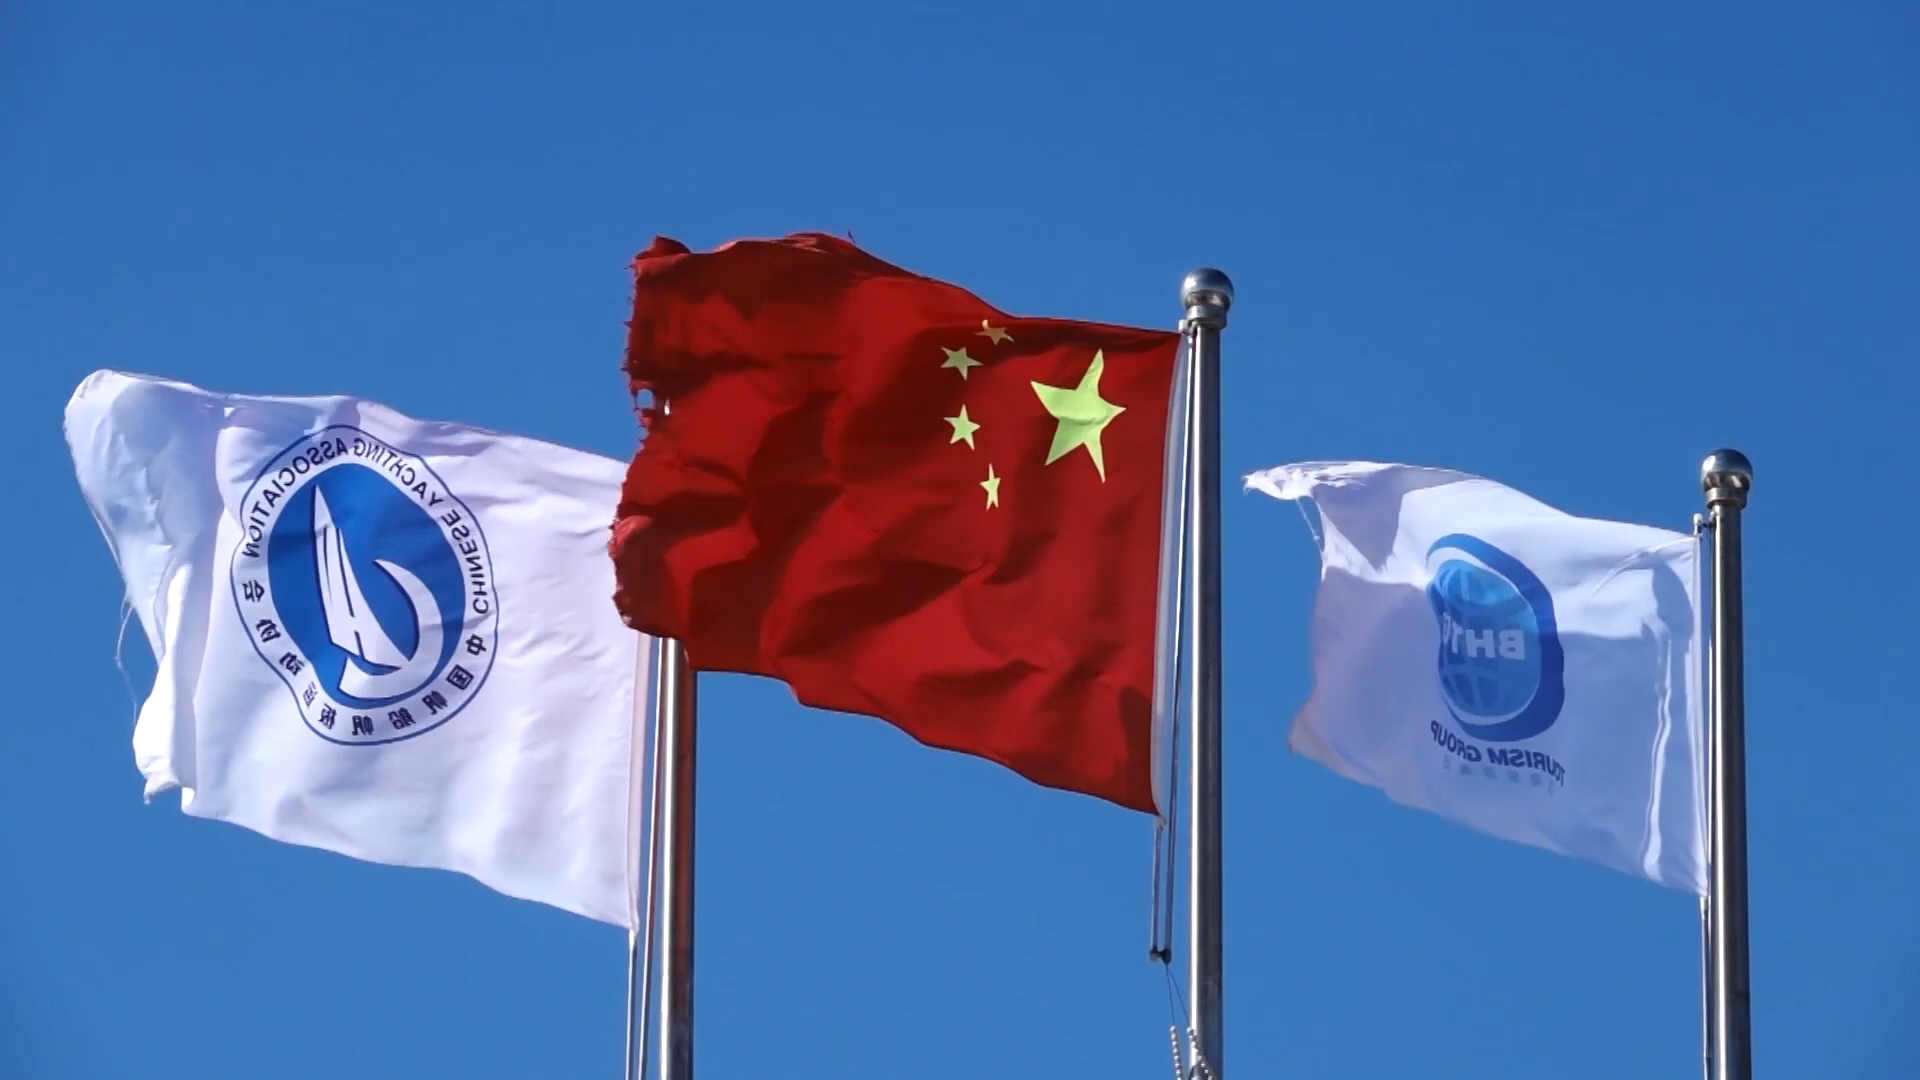 CHINESE YACHTING ASSOCIATION
中国帆船帆板运动协会
BHTG
TOURISM GROUP